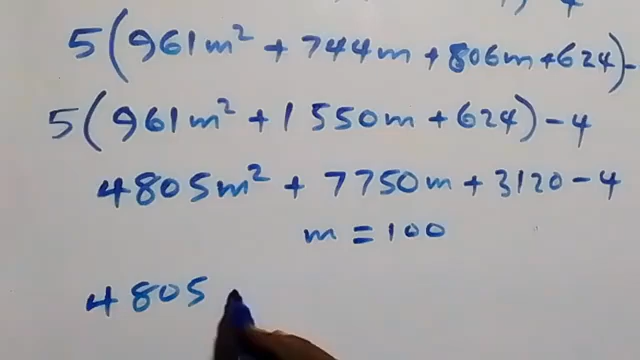 5(961m² + 744m + 806m + 624) -
5(961m² + 1550m + 624) - 4
4805m² + 7750m + 3120 - 4
m = 100
4805